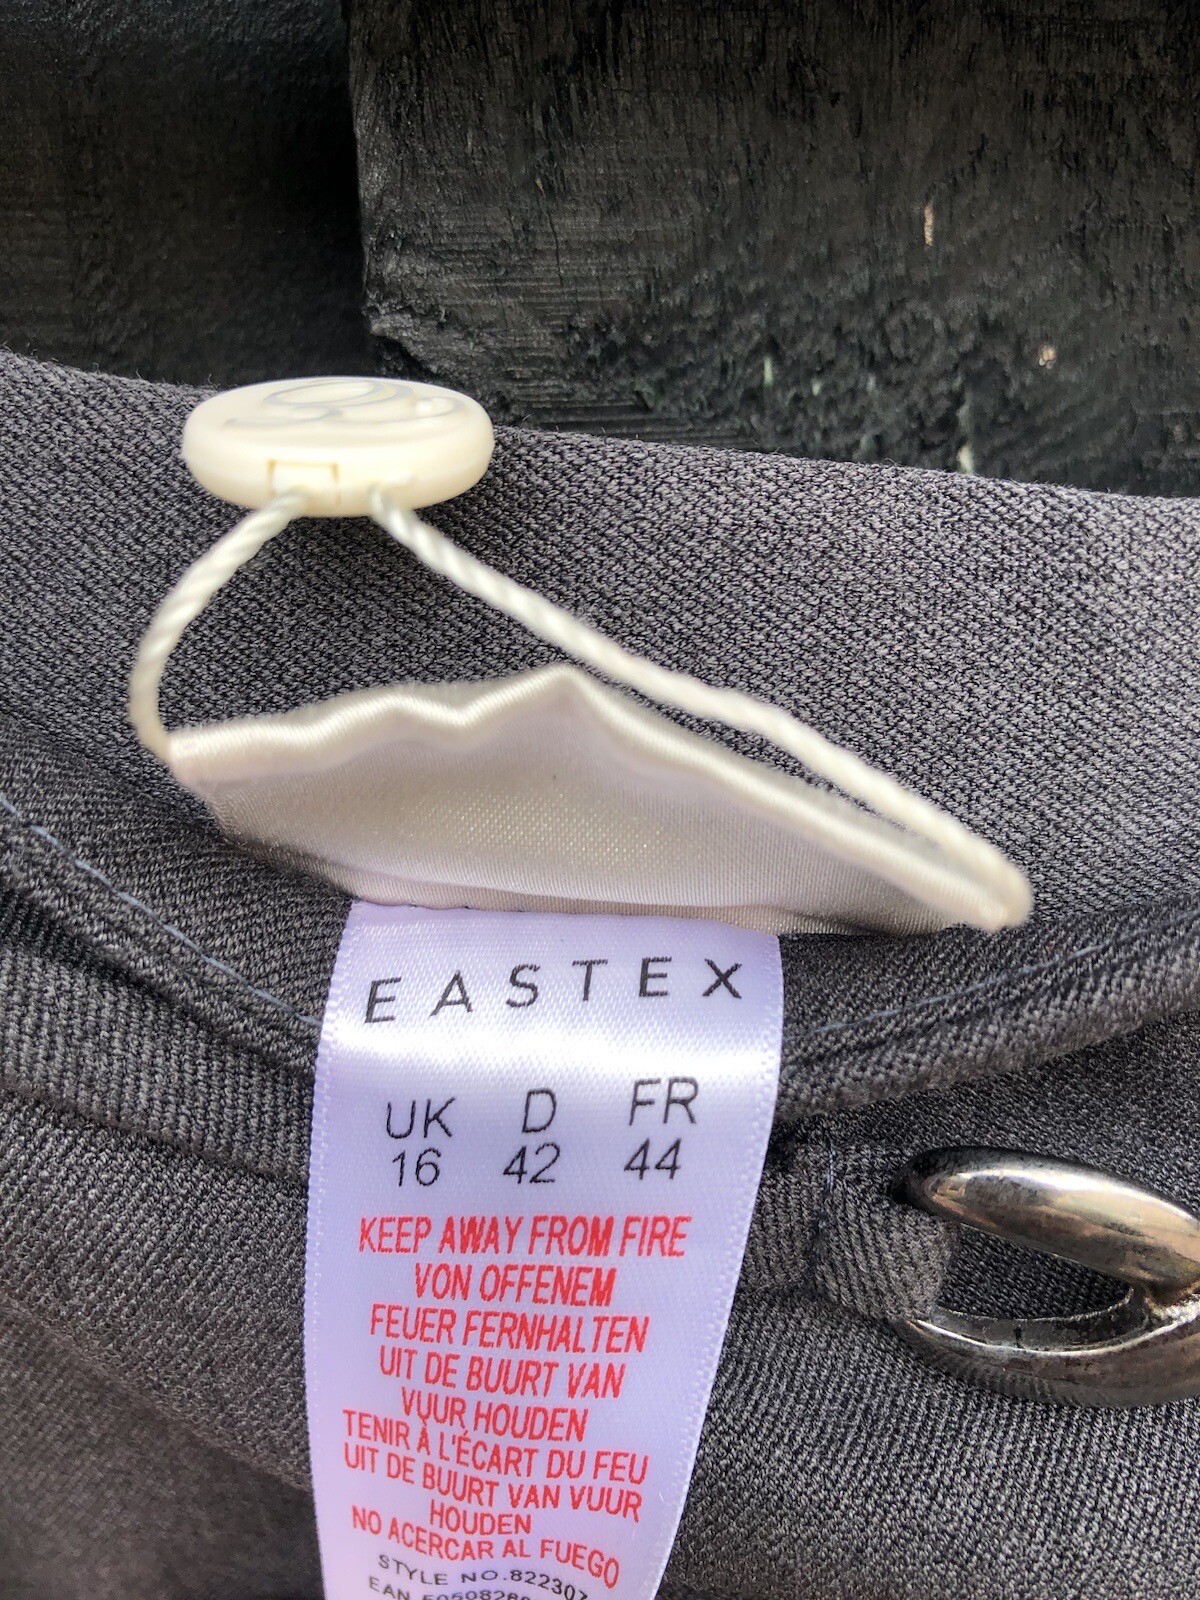 EASTEX
UK D FR
16 42 44
KEEP AWAY FROM FIRE
VON OFFENEM
FEUER FERNHALTEN
UIT DE BUURT VAN
VUUR HOUDEN
TENIR À L'ÉCART DU FEU
UIT DE BUURT VAN VUUR
HOUDEN
NO ACERCAR AL FUEGO
STYLE NO.
EAN